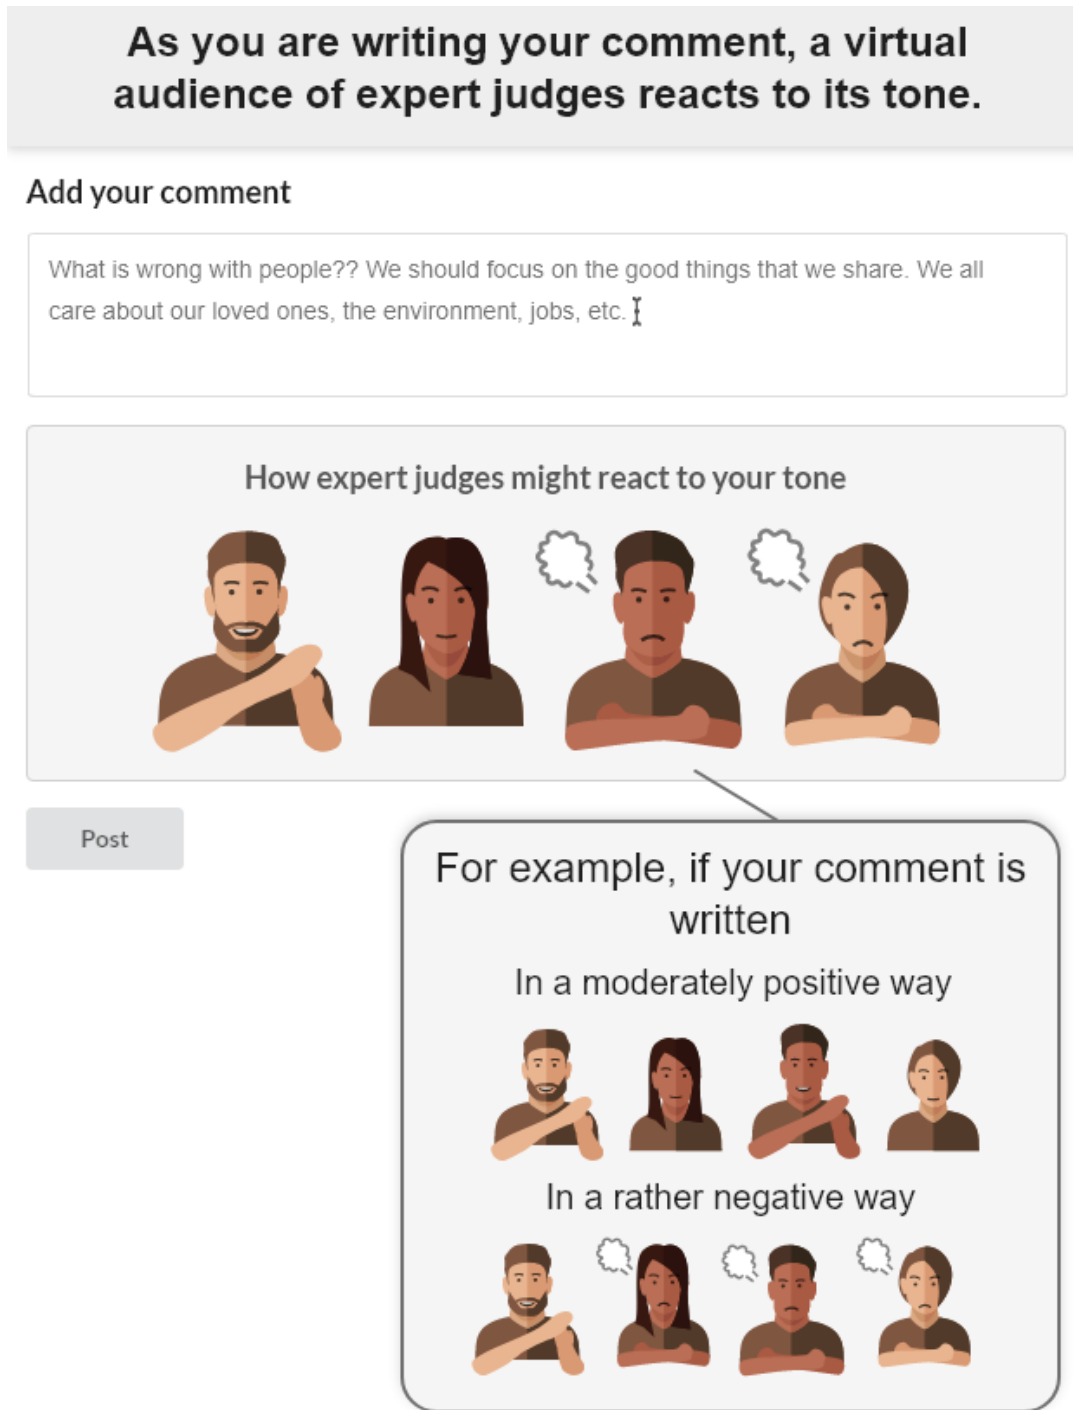 As you are writing your comment, a virtual
audience of expert judges reacts to its tone.
Add your comment
What is wrong with people?? We should focus on the good things that we share. We all
care about our loved ones, the environment, jobs, etc.
How expert judges might react to your tone
Post
For example, if your comment is
written
In a moderately positive way
In a rather negative way